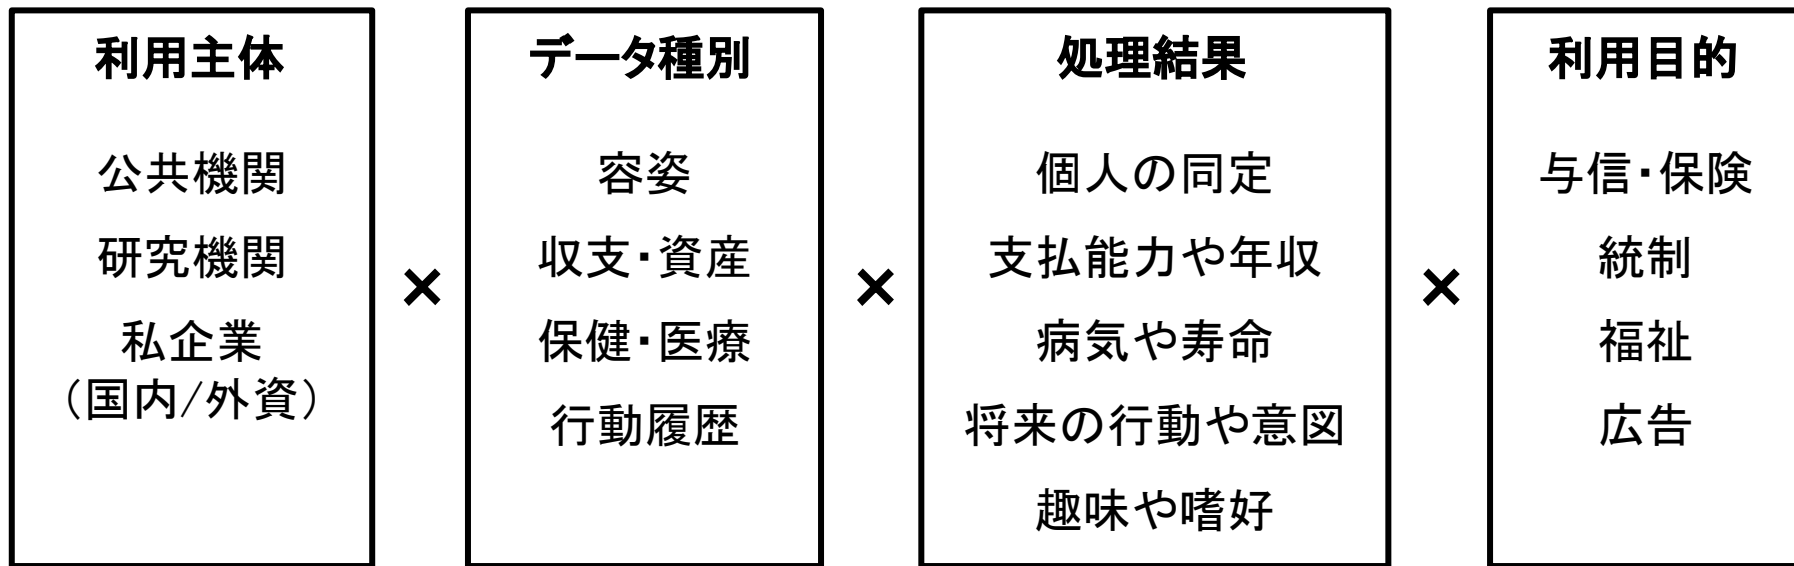 利用主体
公共機関
研究機関
私企業
（国内/外資）
×
データ種別
容姿
収支・資産
保健・医療
行動履歴
×
処理結果
個人の同定
支払能力や年収
病気や寿命
将来の行動や意図
趣味や嗜好
×
利用目的
与信・保険
統制
福祉
広告